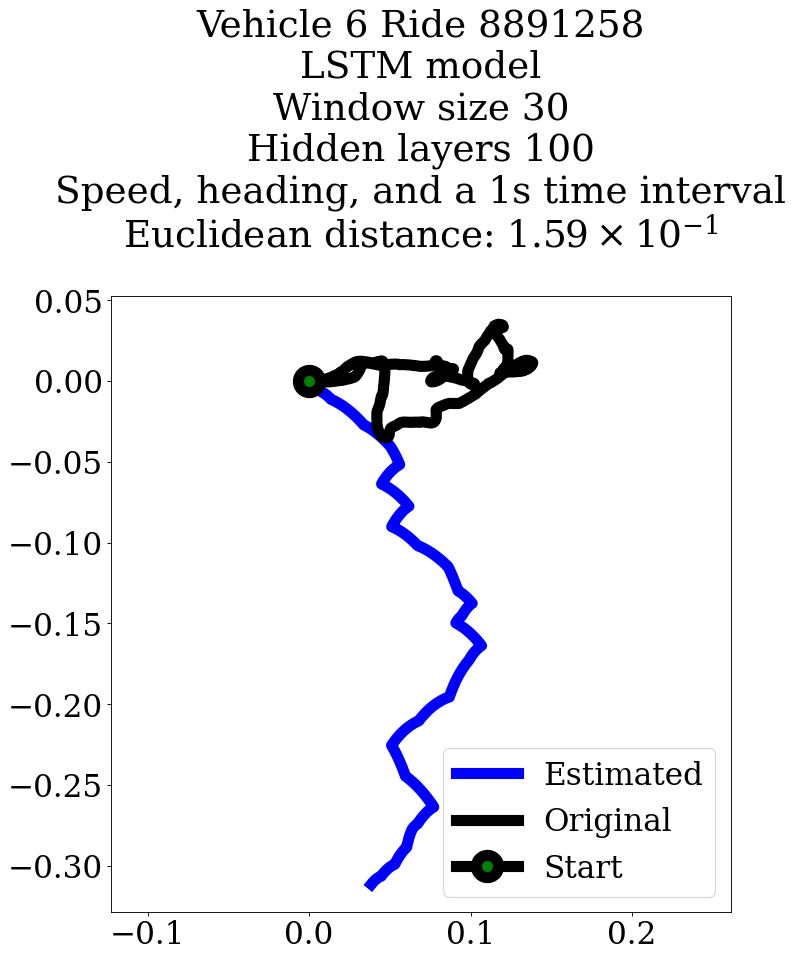 Vehicle 6 Ride 8891258
LSTM model
Window size 30
Hidden layers 100
Speed, heading, and a 1s time interval
Euclidean distance: 1.59 × 10⁻¹
0.05
0.00
−0.05
−0.10
−0.15
−0.20
−0.25
−0.30
Estimated
Original
Start
−0.1 0.0 0.1 0.2